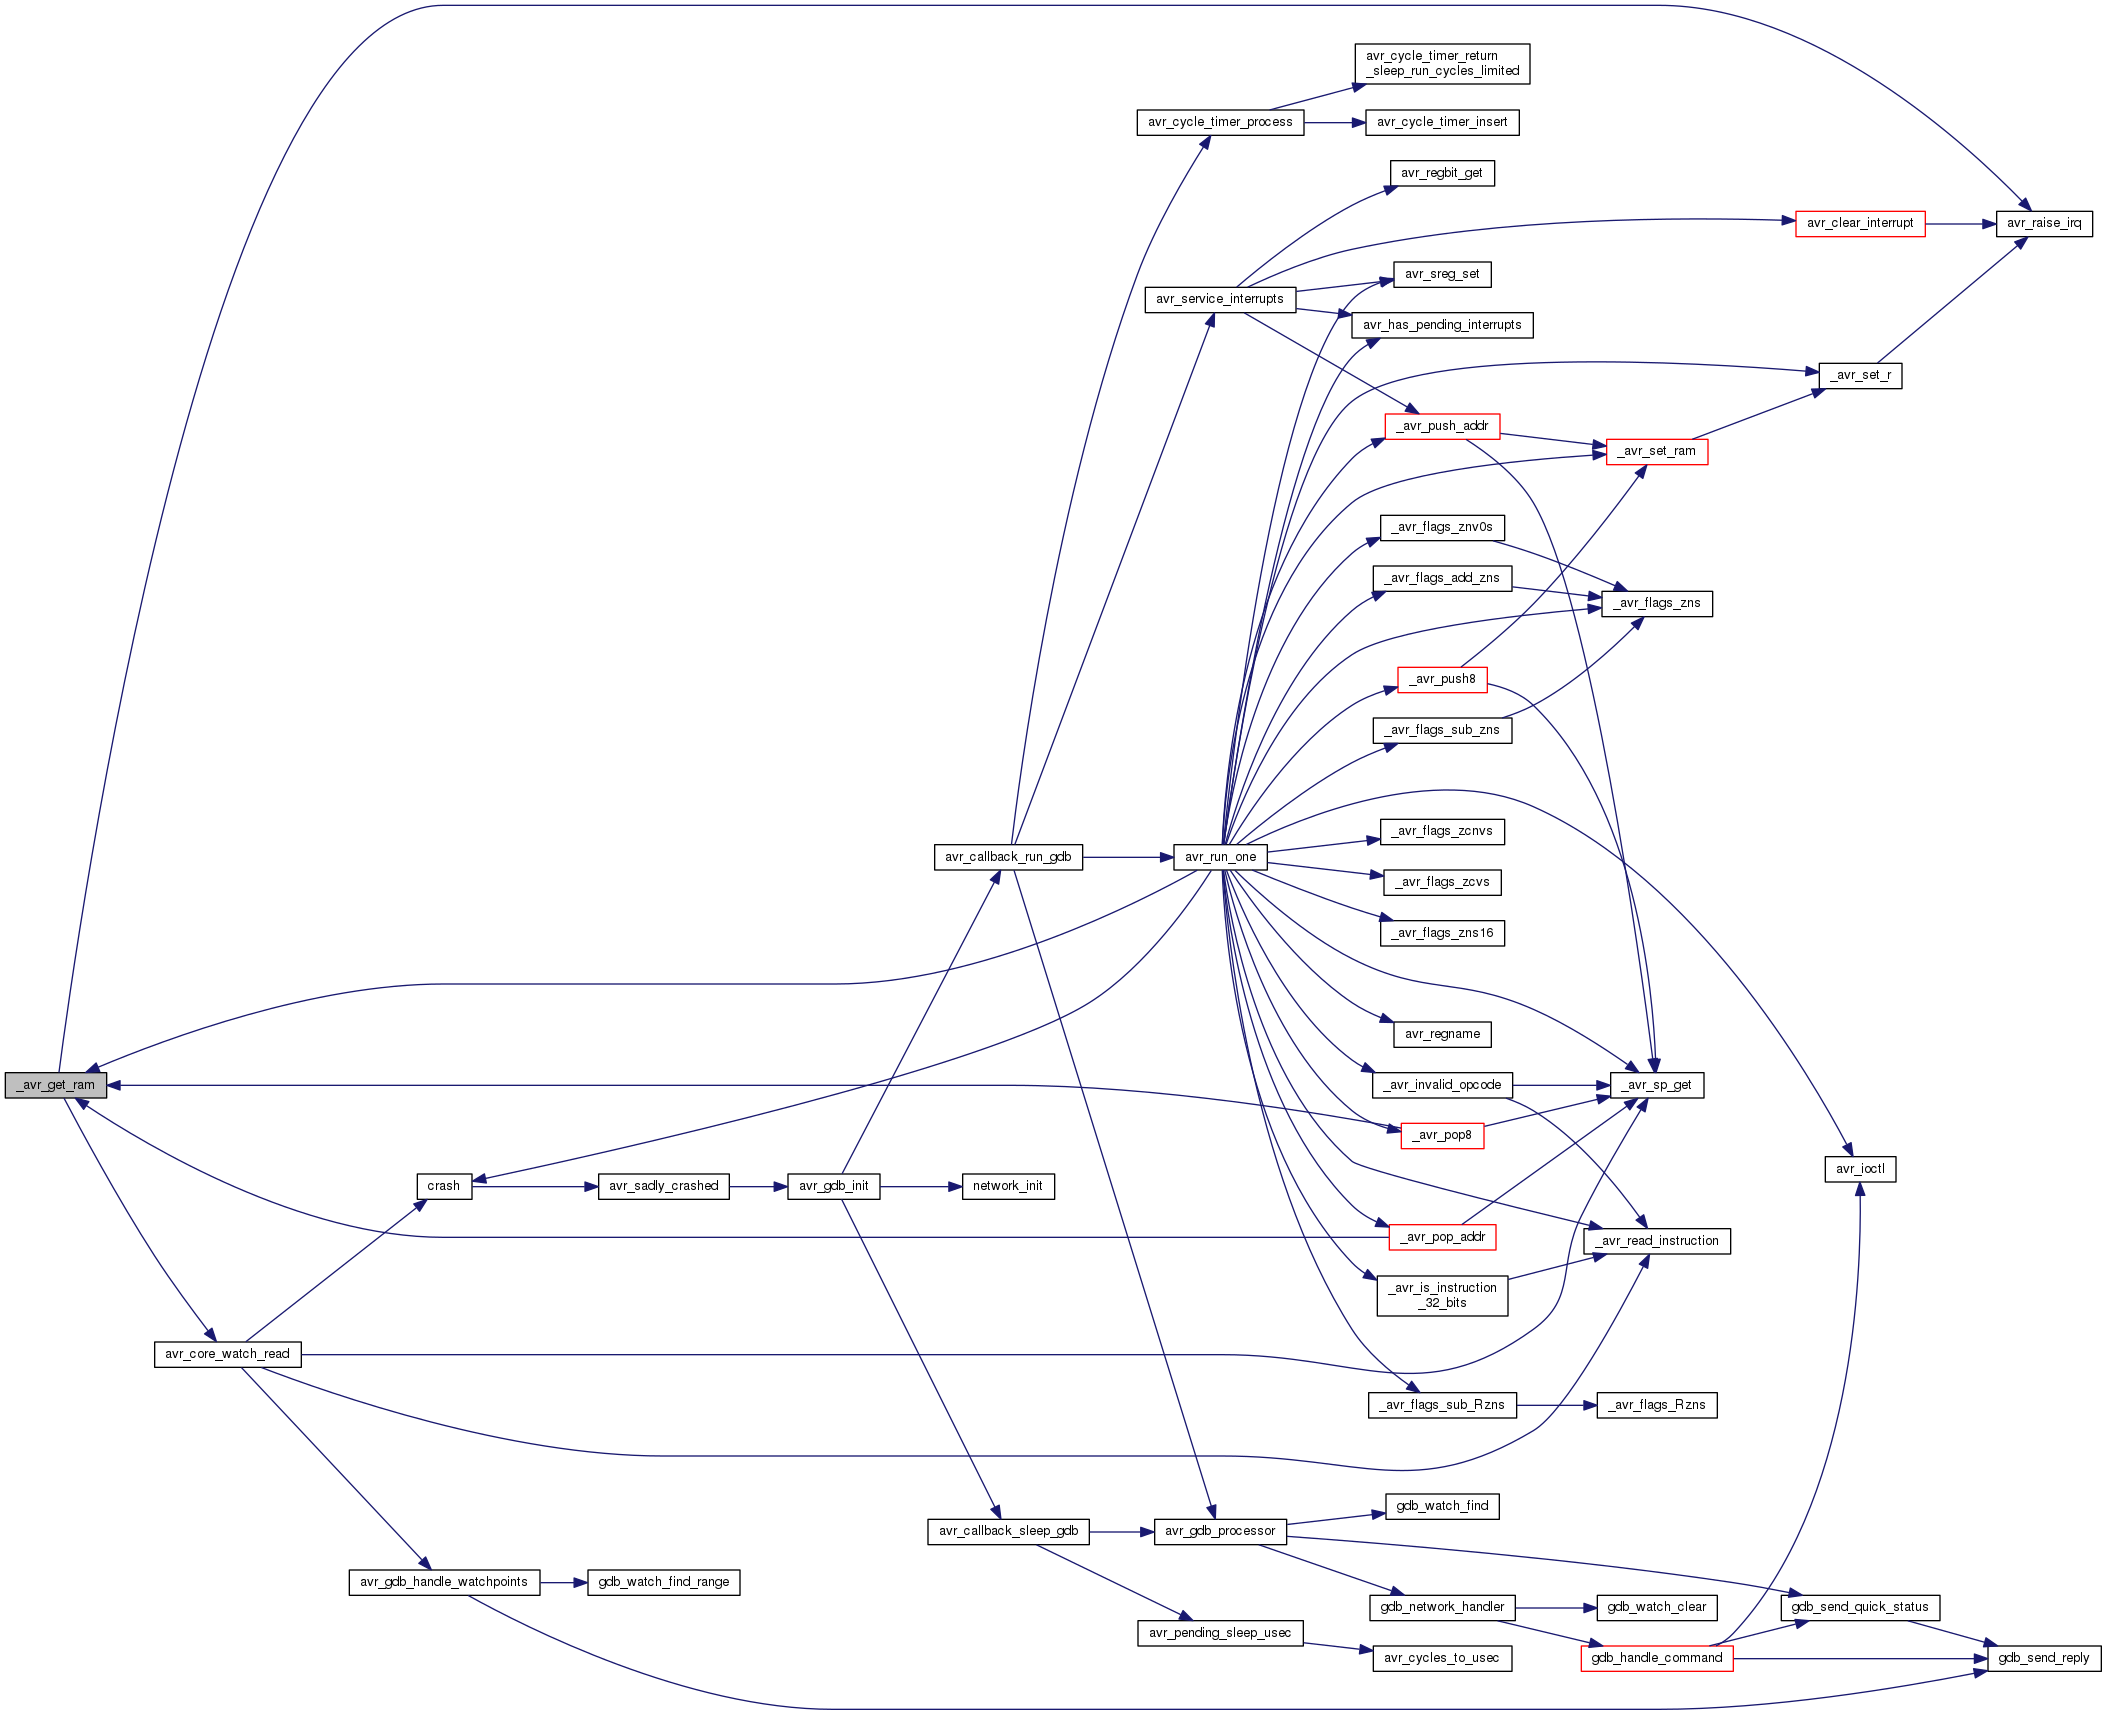 avr_cycle_timer_return
_sleep_run_cycles_limited
avr_cycle_timer_process
avr_cycle_timer_insert
avr_regbit_get
avr_clear_interrupt
avr_raise_irq
avr_sreg_set
avr_service_interrupts
avr_has_pending_interrupts
_avr_set_r
_avr_push_addr
_avr_set_ram
_avr_flags_znv0s
_avr_flags_add_zns
_avr_flags_zns
_avr_push8
_avr_flags_sub_zns
_avr_flags_zcnvs
avr_callback_run_gdb
avr_run_one
_avr_flags_zcvs
_avr_flags_zns16
avr_regname
_avr_get_ram
_avr_invalid_opcode
_avr_sp_get
_avr_pop8
avr_ioctl
crash
avr_sadly_crashed
avr_gdb_init
network_init
_avr_pop_addr
_avr_read_instruction
_avr_is_instruction
_32_bits
avr_core_watch_read
_avr_flags_sub_Rzns
_avr_flags_Rzns
gdb_watch_find
avr_callback_sleep_gdb
avr_gdb_processor
avr_gdb_handle_watchpoints
gdb_watch_find_range
gdb_network_handler
gdb_watch_clear
gdb_send_quick_status
avr_pending_sleep_usec
avr_cycles_to_usec
gdb_handle_command
gdb_send_reply